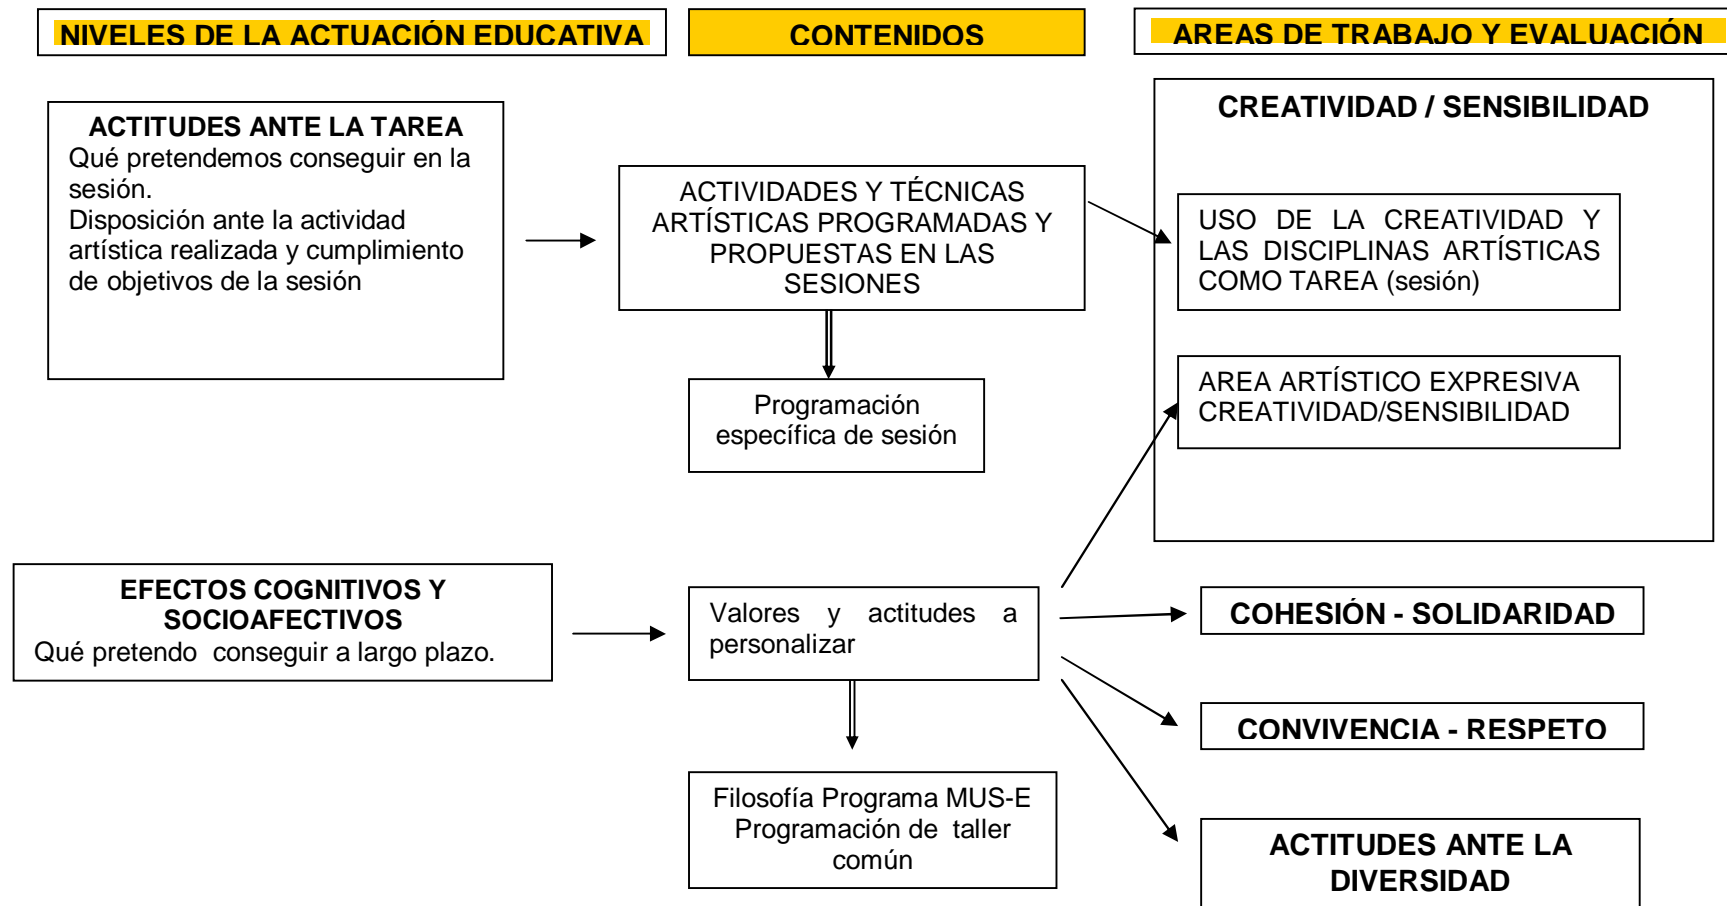 NIVELES DE LA ACTUACIÓN EDUCATIVA
CONTENIDOS
AREAS DE TRABAJO Y EVALUACIÓN
ACTITUDES ANTE LA TAREA
Qué pretendemos conseguir en la
sesión.
Disposición ante la actividad
artística realizada y cumplimiento
de objetivos de la sesión
ACTIVIDADES Y TÉCNICAS
ARTÍSTICAS PROGRAMADAS Y
PROPUESTAS EN LAS
SESIONES
Programación
específica de sesión
CREATIVIDAD / SENSIBILIDAD
USO DE LA CREATIVIDAD Y
LAS DISCIPLINAS ARTÍSTICAS
COMO TAREA (sesión)
AREA ARTÍSTICO EXPRESIVA
CREATIVIDAD/SENSIBILIDAD
EFECTOS COGNITIVOS Y
SOCIOAFECTIVOS
Qué pretendo conseguir a largo plazo.
Valores y actitudes a
personalizar
Filosofía Programa MUS-E
Programación de taller
común
COHESIÓN - SOLIDARIDAD
CONVIVENCIA - RESPETO
ACTITUDES ANTE LA
DIVERSIDAD